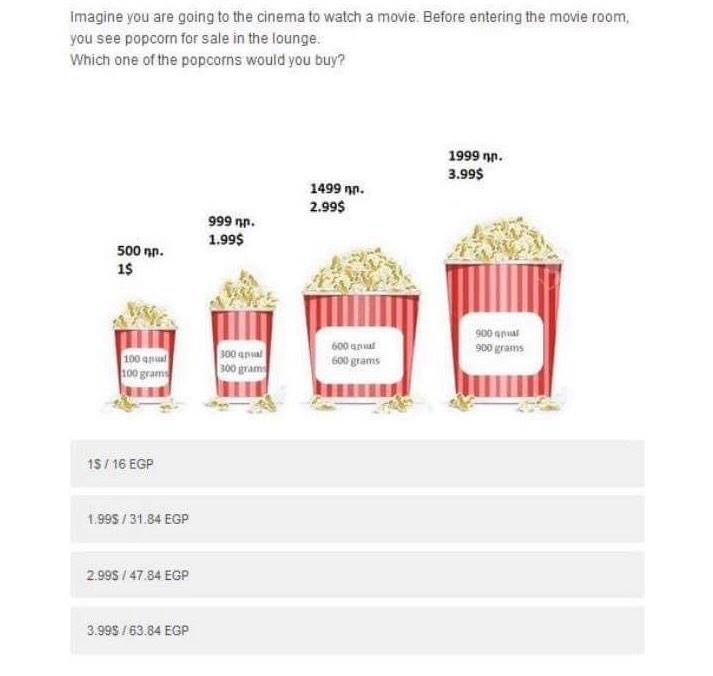 Imagine you are going to the cinema to watch a movie. Before entering the movie room,
you see popcorn for sale in the lounge.
Which one of the popcorns would you buy?
1999 դր.
3.99$
1499 դր.
2.99$
999 դր.
1.99$
500 դր.
1$
100 գրամ
100 grams
300 գրամ
300 grams
600 գրամ
600 grams
900 գրամ
900 grams
1$ / 16 EGP
1.99$ / 31.84 EGP
2.99$ / 47.84 EGP
3.99$ / 63.84 EGP